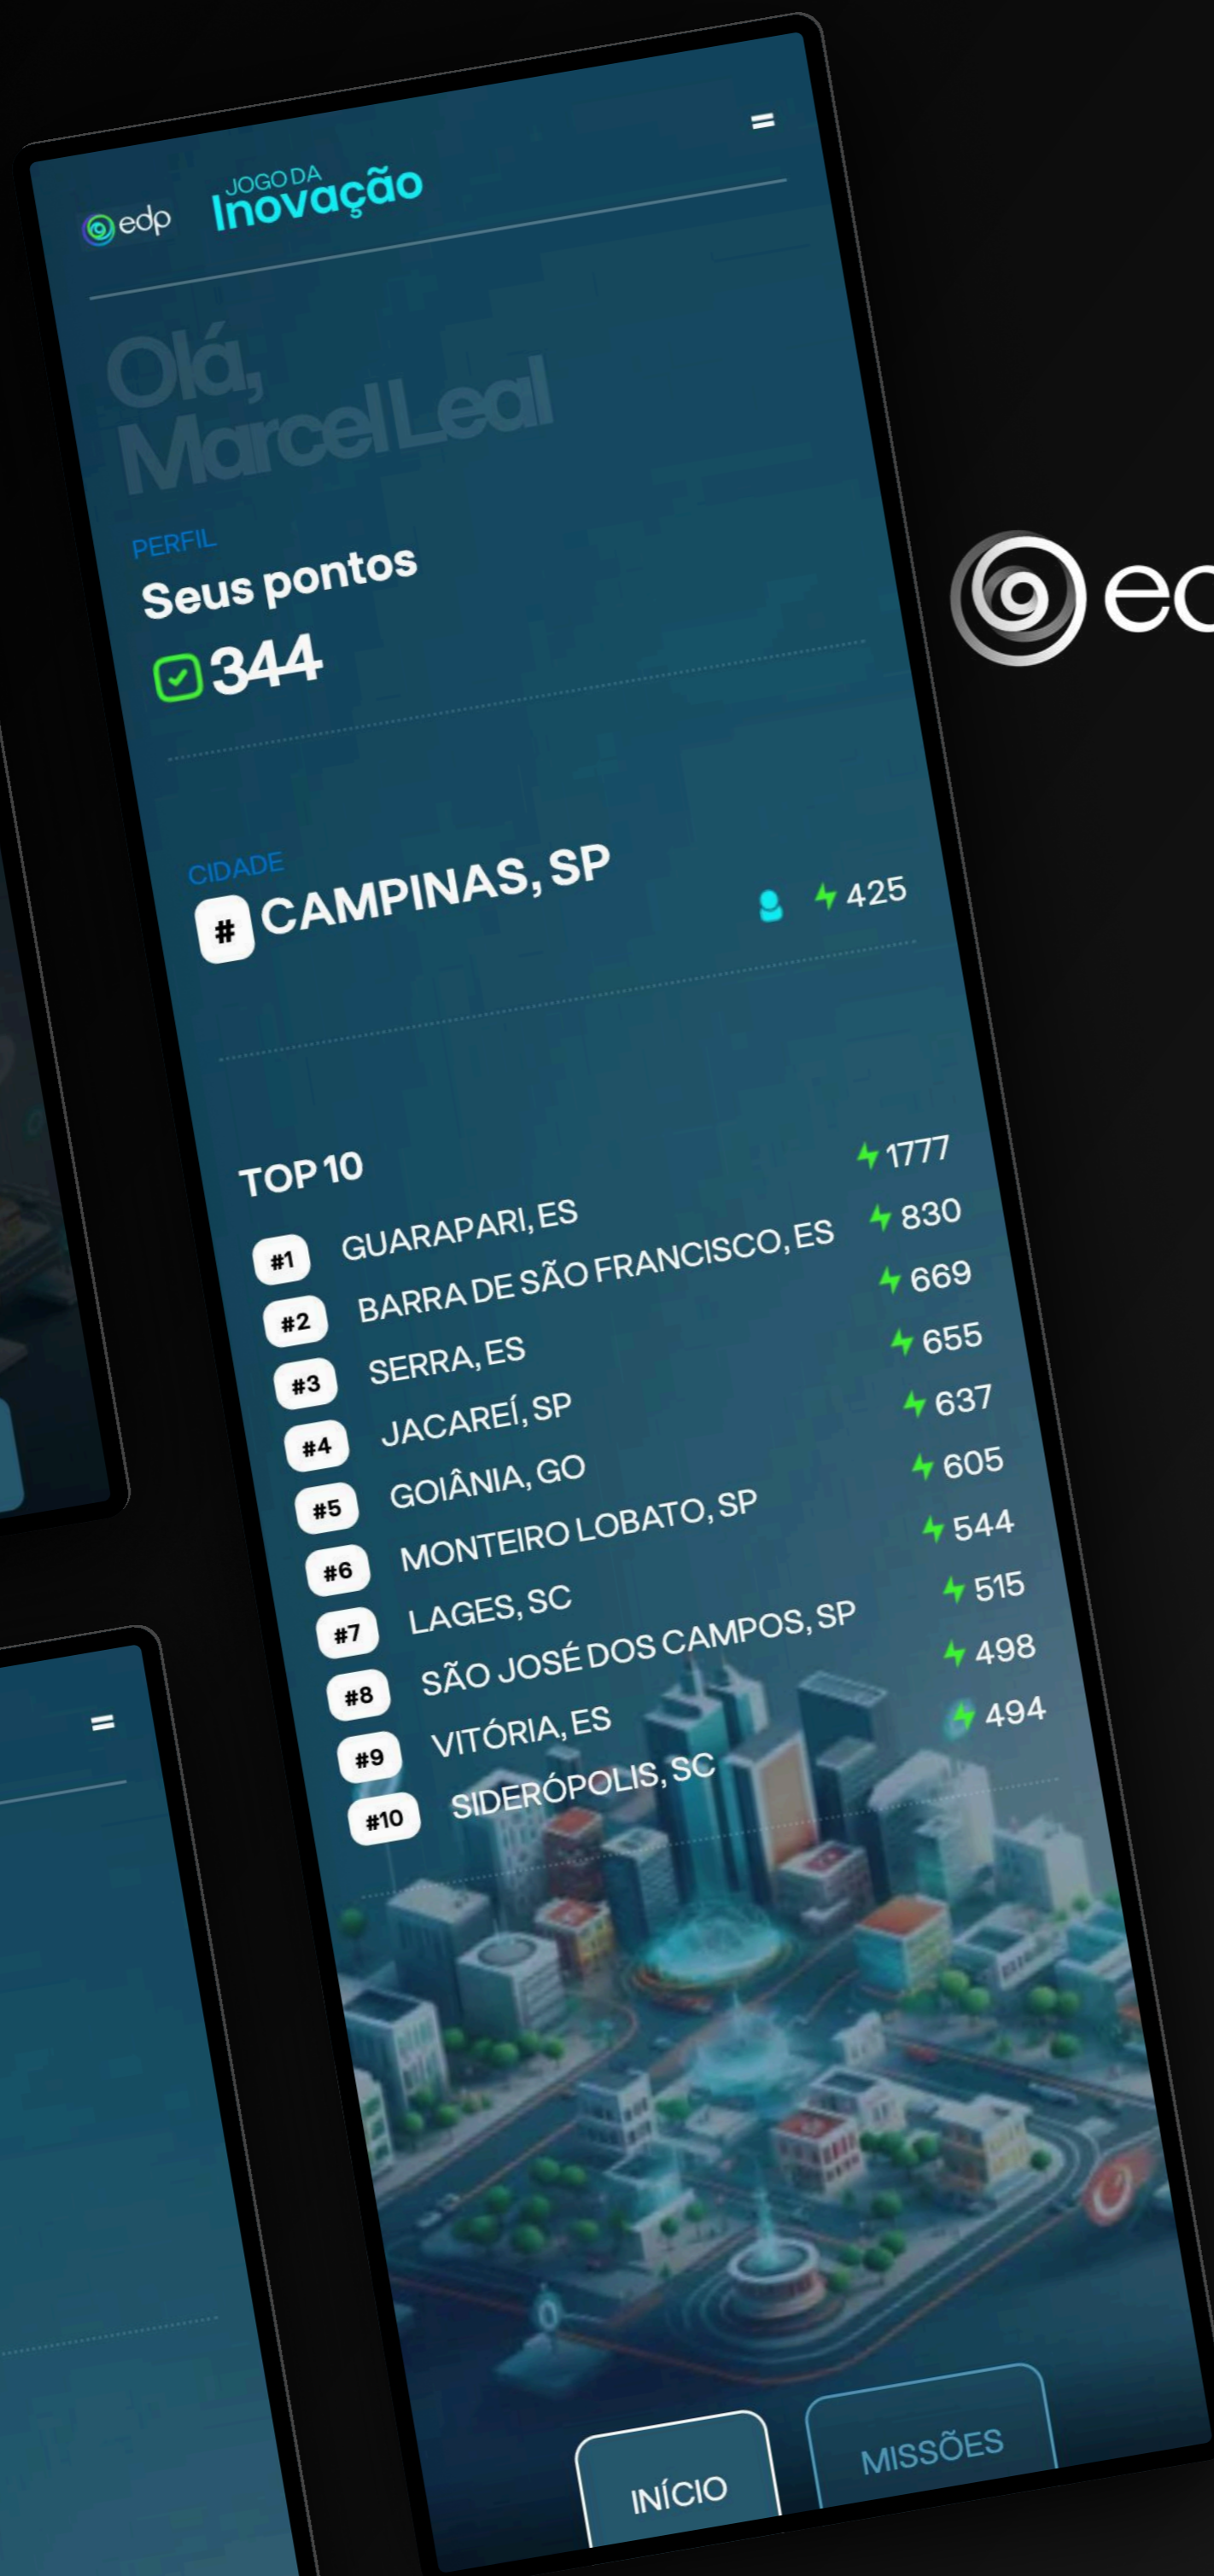 edp
JOGO DA
Inovação
Olá,
Marcel Leal
PERFIL
Seus pontos
344
CIDADE
# CAMPINAS, SP 425
TOP 10
#1 GUARAPARI, ES 1777
#2 BARRA DE SÃO FRANCISCO, ES 830
#3 SERRA, ES 669
#4 JACAREÍ, SP 655
#5 GOIÂNIA, GO 637
#6 MONTEIRO LOBATO, SP 605
#7 LAGES, SC 544
#8 SÃO JOSÉ DOS CAMPOS, SP 515
#9 VITÓRIA, ES 498
#10 SIDERÓPOLIS, SC 494
INÍCIO
MISSÕES